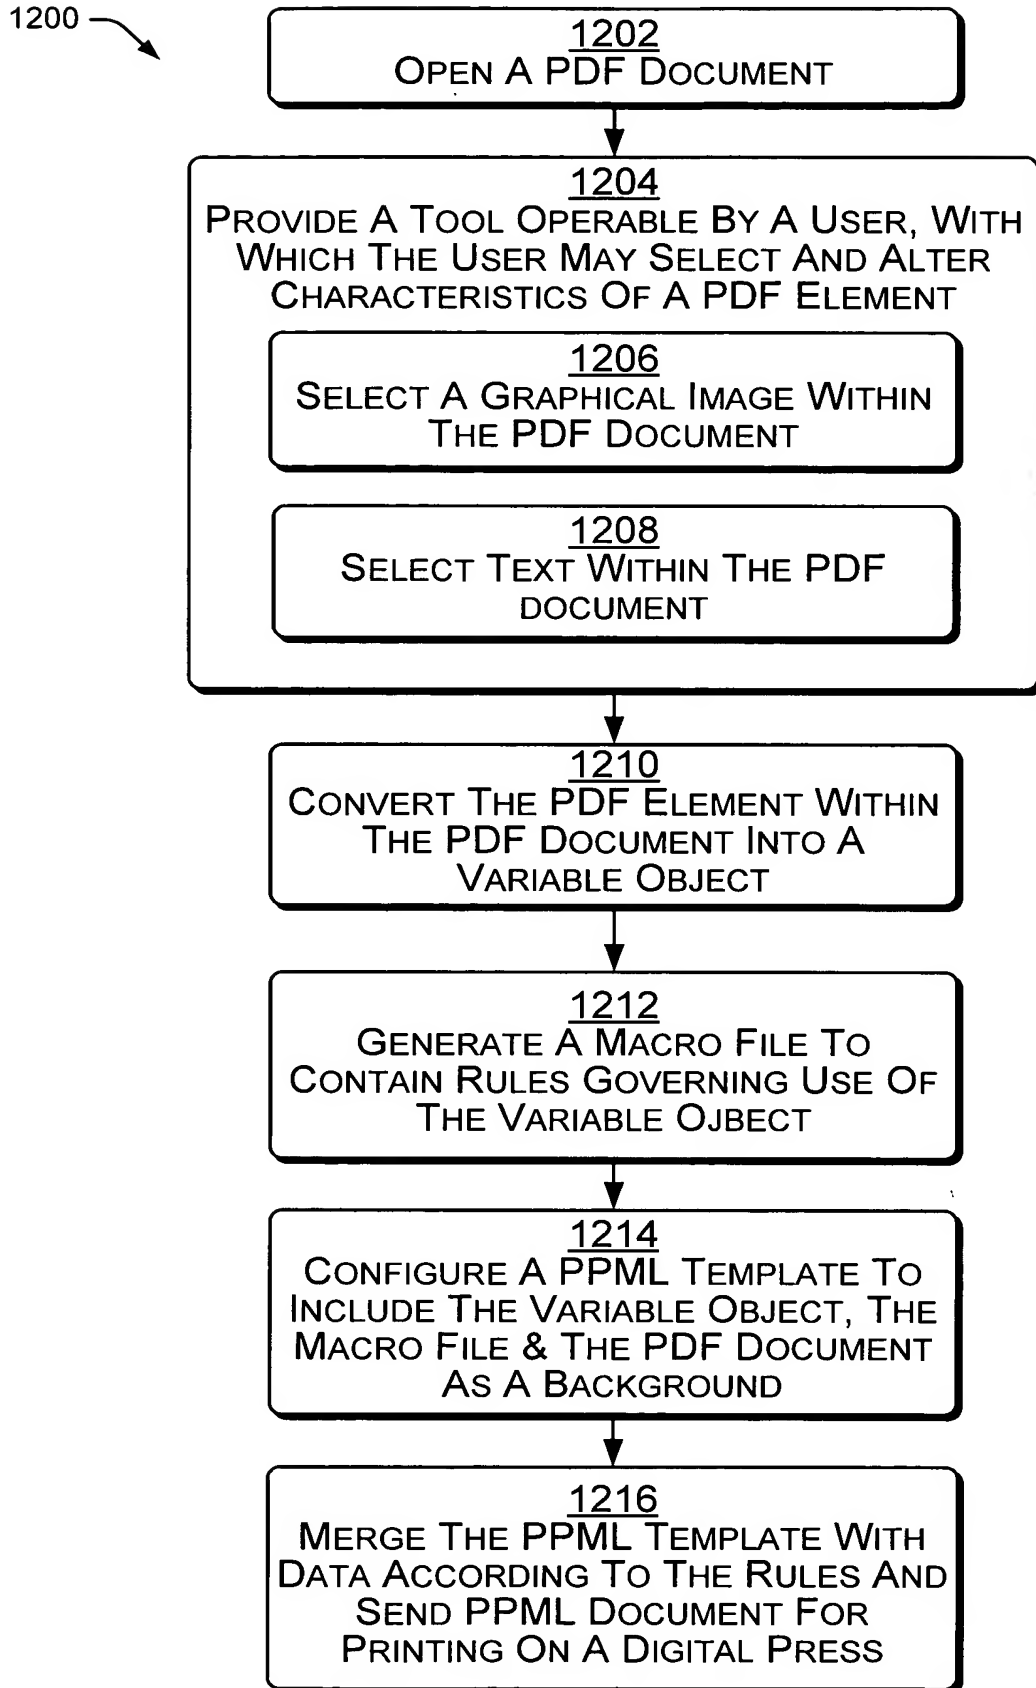 1200
1202
OPEN A PDF DOCUMENT
1204
PROVIDE A TOOL OPERABLE BY A USER, WITH
WHICH THE USER MAY SELECT AND ALTER
CHARACTERISTICS OF A PDF ELEMENT
1206
SELECT A GRAPHICAL IMAGE WITHIN
THE PDF DOCUMENT
1208
SELECT TEXT WITHIN THE PDF
DOCUMENT
1210
CONVERT THE PDF ELEMENT WITHIN
THE PDF DOCUMENT INTO A
VARIABLE OBJECT
1212
GENERATE A MACRO FILE TO
CONTAIN RULES GOVERNING USE OF
THE VARIABLE OJBECT
1214
CONFIGURE A PPML TEMPLATE TO
INCLUDE THE VARIABLE OBJECT, THE
MACRO FILE & THE PDF DOCUMENT
AS A BACKGROUND
1216
MERGE THE PPML TEMPLATE WITH
DATA ACCORDING TO THE RULES AND
SEND PPML DOCUMENT FOR
PRINTING ON A DIGITAL PRESS